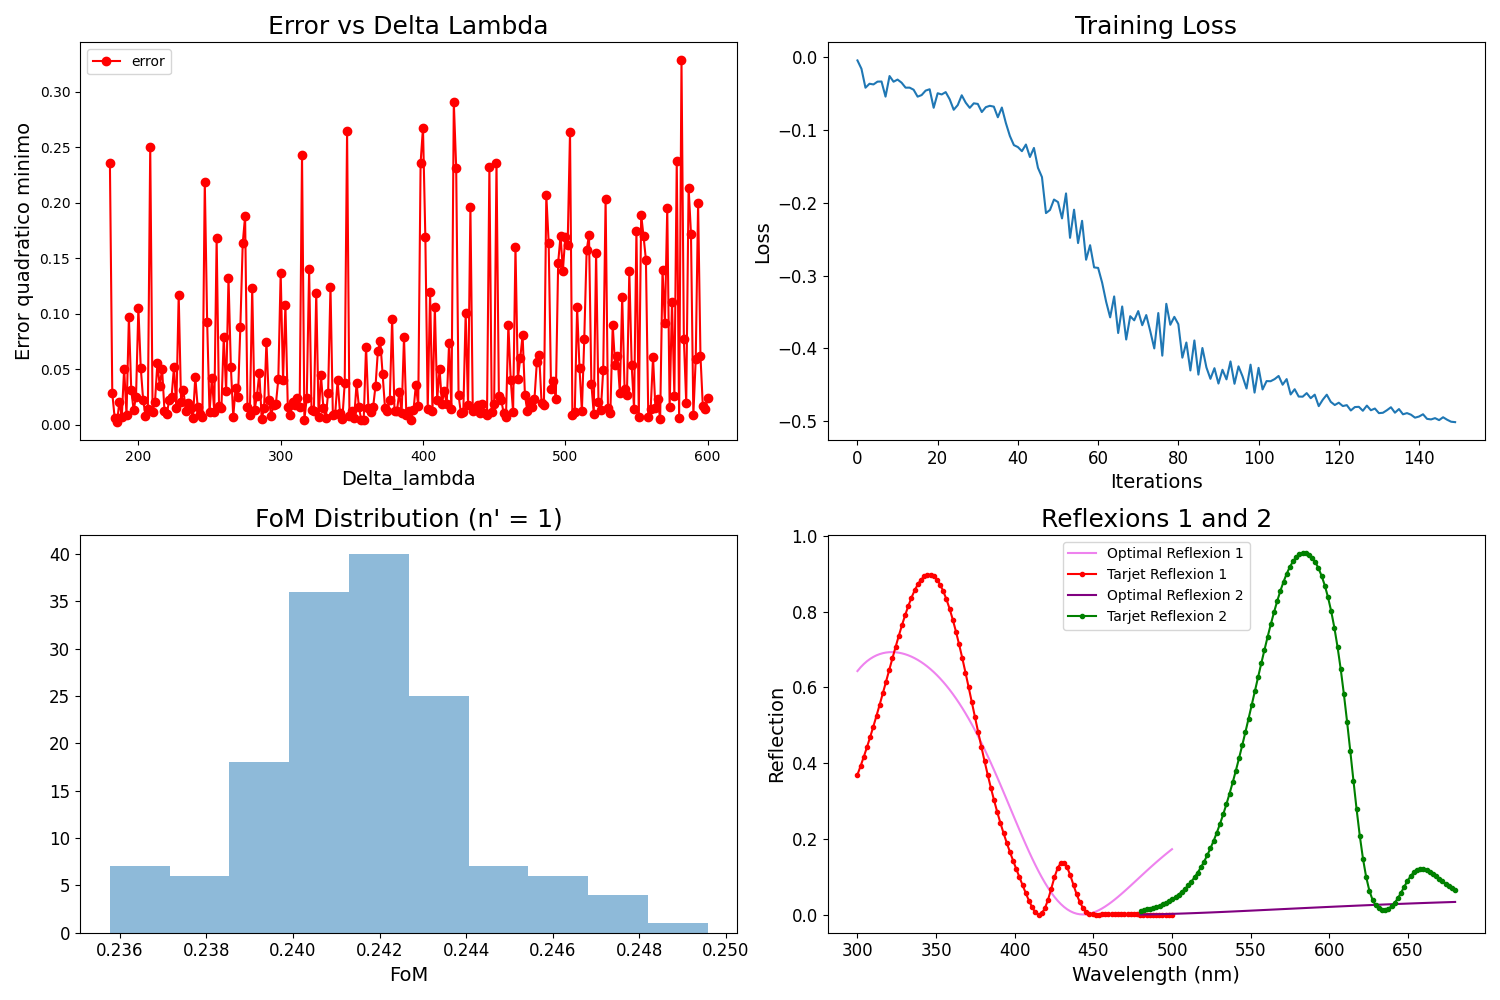 Error vs Delta Lambda
error
Error quadratico minimo
0.30
0.25
0.20
0.15
0.10
0.05
0.00
200 300 400 500 600
Delta_lambda
Training Loss
Loss
0.0
−0.1
−0.2
−0.3
−0.4
−0.5
0 20 40 60 80 100 120 140
Iterations
FoM Distribution (n' = 1)
40
35
30
25
20
15
10
5
0
0.236 0.238 0.240 0.242 0.244 0.246 0.248 0.250
FoM
Reflexions 1 and 2
Optimal Reflexion 1
Tarjet Reflexion 1
Optimal Reflexion 2
Tarjet Reflexion 2
Reflection
1.0
0.8
0.6
0.4
0.2
0.0
300 350 400 450 500 550 600 650
Wavelength (nm)